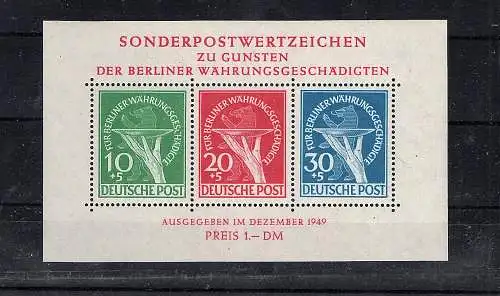 SONDERPOSTWERTZEICHEN
ZU GUNSTEN
DER BERLINER WÄHRUNGSGESCHÄDIGTEN
FÜR BERLINER WÄHRUNGSGESCHÄDIGTE
10
+5
DEUTSCHE POST
FÜR BERLINER WÄHRUNGSGESCHÄDIGTE
20
+5
DEUTSCHE POST
FÜR BERLINER WÄHRUNGSGESCHÄDIGTE
30
+5
DEUTSCHE POST
AUSGEGEBEN IM DEZEMBER 1949
PREIS 1.– DM